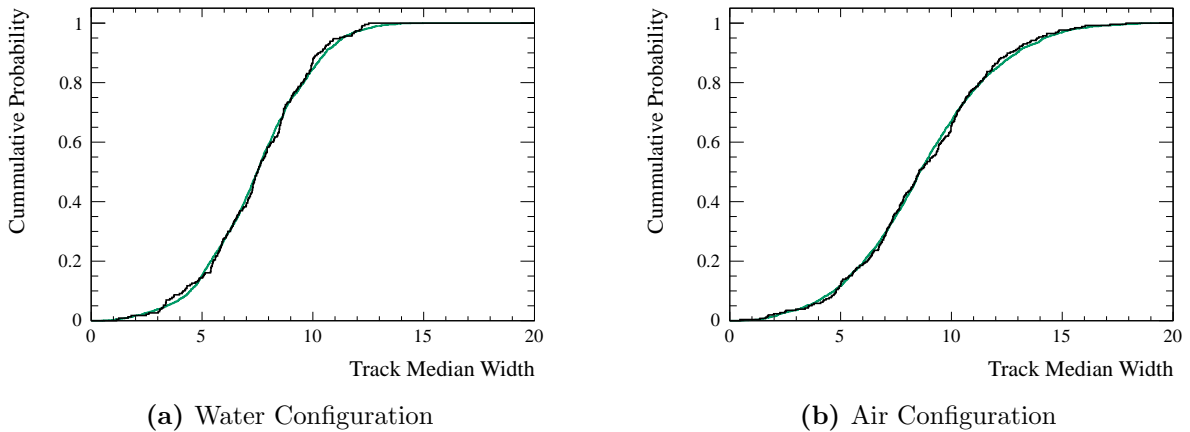 Cummulative Probability
1
0.8
0.6
0.4
0.2
0
0 5 10 15 20
Track Median Width
(a) Water Configuration
Cummulative Probability
1
0.8
0.6
0.4
0.2
0
0 5 10 15 20
Track Median Width
(b) Air Configuration